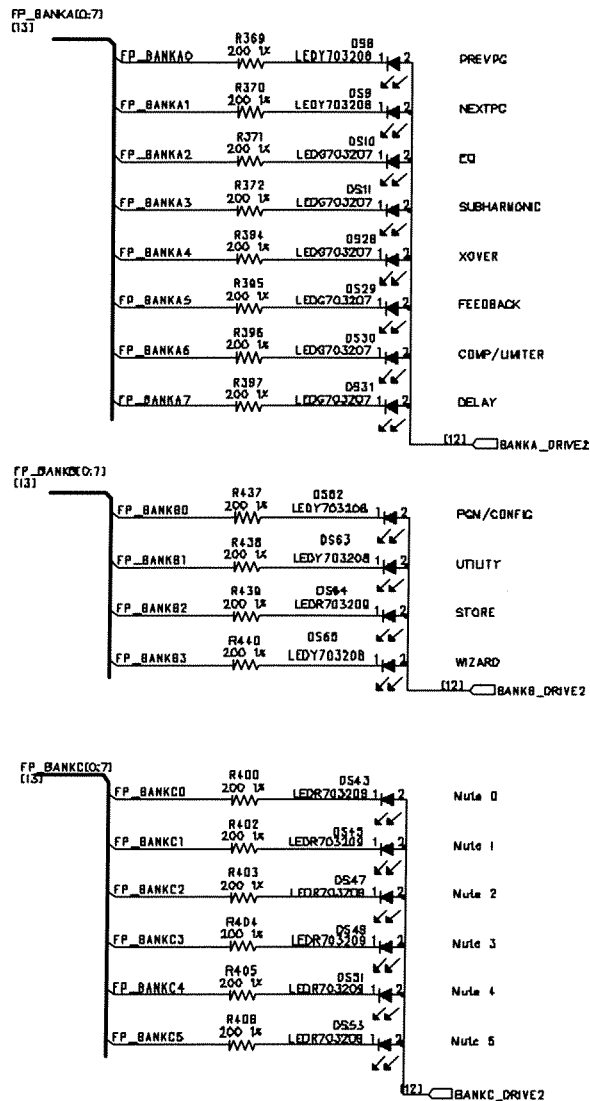 FP_BANKA[0:7]
[13]
FP_BANKA0 R369 200 1% LEDY703208 DS8 1 2 PREVPG
FP_BANKA1 R370 200 1% LEDY703208 DS9 1 2 NEXTPG
FP_BANKA2 R371 200 1% LEDG703207 DS10 1 2 EQ
FP_BANKA3 R372 200 1% LEDG703207 DS11 1 2 SUBHARMONIC
FP_BANKA4 R394 200 1% LEDG703207 DS28 1 2 XOVER
FP_BANKA5 R395 200 1% LEDG703207 DS29 1 2 FEEDBACK
FP_BANKA6 R396 200 1% LEDG703207 DS30 1 2 COMP/LIMITER
FP_BANKA7 R397 200 1% LEDG703207 DS31 1 2 DELAY
[12] BANKA_DRIVE2
FP_BANKB[0:7]
[13]
FP_BANKB0 R437 200 1% LEDY703208 DS62 1 2 PGM/CONFIG
FP_BANKB1 R438 200 1% LEDY703208 DS63 1 2 UTILITY
FP_BANKB2 R439 200 1% LEDR703209 DS64 1 2 STORE
FP_BANKB3 R440 200 1% LEDY703208 DS65 1 2 WIZARD
[12] BANKB_DRIVE2
FP_BANKC[0:7]
[13]
FP_BANKC0 R400 200 1% LEDR703209 DS43 1 2 Mute 0
FP_BANKC1 R402 200 1% LEDR703209 DS45 1 2 Mute 1
FP_BANKC2 R403 200 1% LEDR703209 DS47 1 2 Mute 2
FP_BANKC3 R404 200 1% LEDR703209 DS49 1 2 Mute 3
FP_BANKC4 R405 200 1% LEDR703209 DS51 1 2 Mute 4
FP_BANKC5 200 1% LEDR703209 DS53 1 2 Mute 5
[12] BANKC_DRIVE2